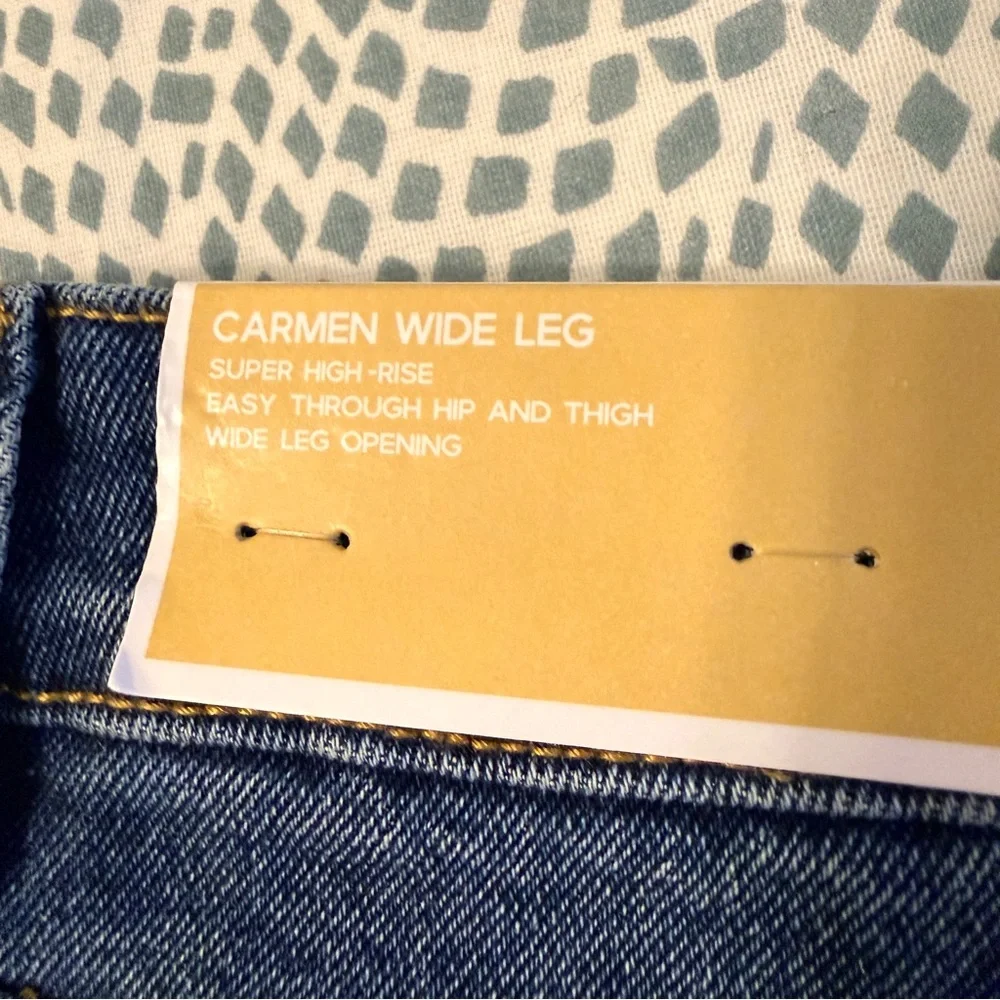 CARMEN WIDE LEG
SUPER HIGH-RISE
EASY THROUGH HIP AND THIGH
WIDE LEG OPENING